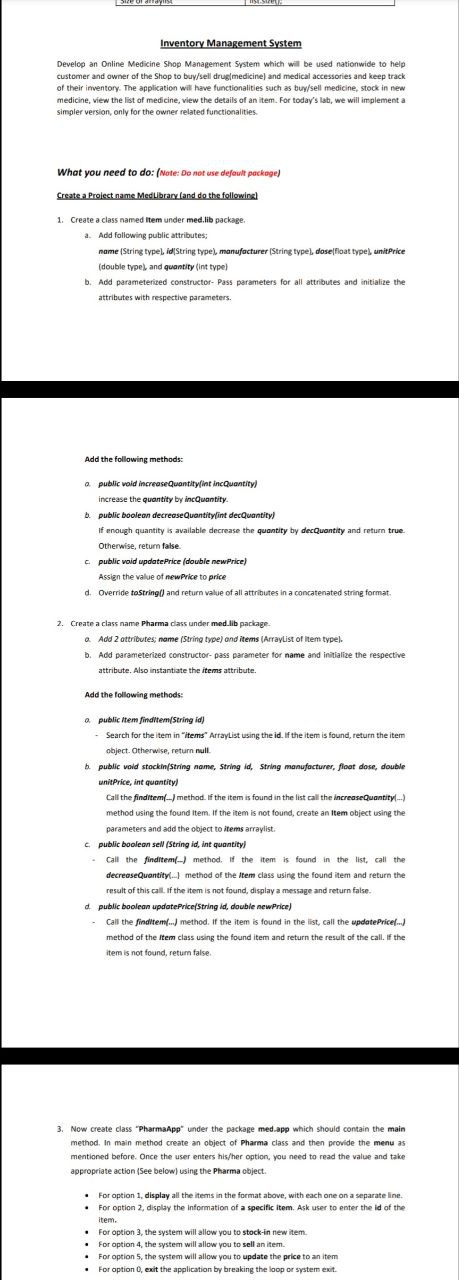 Size of arraylist list.size();
Inventory Management System
Develop an Online Medicine Shop Management System which will be used nationwide to help
customer and owner of the Shop to buy/sell drug(medicine) and medical accessories and keep track
of their inventory. The application will have functionalities such as buy/sell medicine, stock in new
medicine, view the list of medicine, view the details of an item. For today's lab, we will implement a
simpler version, only for the owner related functionalities.
What you need to do: (Note: Do not use default package)
Create a Project name MedLibrary (and do the following)
1. Create a class named Item under med.lib package.
a. Add following public attributes;
name (String type), id(String type), manufacturer (String type), dose(float type), unitPrice
(double type), and quantity (int type)
b. Add parameterized constructor- Pass parameters for all attributes and initialize the
attributes with respective parameters.
Add the following methods:
a. public void increaseQuantity(int incQuantity)
increase the quantity by incQuantity.
b. public boolean decreaseQuantity(int decQuantity)
If enough quantity is available decrease the quantity by decQuantity and return true.
Otherwise, return false.
c. public void updatePrice (double newPrice)
Assign the value of newPrice to price
d. Override toString() and return value of all attributes in a concatenated string format.
2. Create a class name Pharma class under med.lib package.
a. Add 2 attributes; name (String type) and items (ArrayList of Item type).
b. Add parameterized constructor- pass parameter for name and initialize the respective
attribute. Also instantiate the items attribute.
Add the following methods:
a. public Item findItem(String id)
- Search for the item in "items" ArrayList using the id. If the item is found, return the item
object. Otherwise, return null.
b. public void stockIn(String name, String id, String manufacturer, float dose, double
unitPrice, int quantity)
Call the findItem(...) method. If the item is found in the list call the increaseQuantity(...)
method using the found Item. If the item is not found, create an Item object using the
parameters and add the object to items arraylist.
c. public boolean sell (String id, int quantity)
- Call the findItem(...) method. If the item is found in the list, call the
decreaseQuantity(...) method of the Item class using the found item and return the
result of this call. If the item is not found, display a message and return false.
d. public boolean updatePrice(String id, double newPrice)
- Call the findItem(...) method. If the item is found in the list, call the updatePrice(...)
method of the Item class using the found item and return the result of the call. If the
item is not found, return false.
3. Now create class "PharmaApp" under the package med.app which should contain the main
method. In main method create an object of Pharma class and then provide the menu as
mentioned before. Once the user enters his/her option, you need to read the value and take
appropriate action (See below) using the Pharma object.
• For option 1, display all the items in the format above, with each one on a separate line.
• For option 2, display the information of a specific item. Ask user to enter the id of the
item.
• For option 3, the system will allow you to stock-in new item.
• For option 4, the system will allow you to sell an item.
• For option 5, the system will allow you to update the price to an item
• For option 0, exit the application by breaking the loop or system exit.